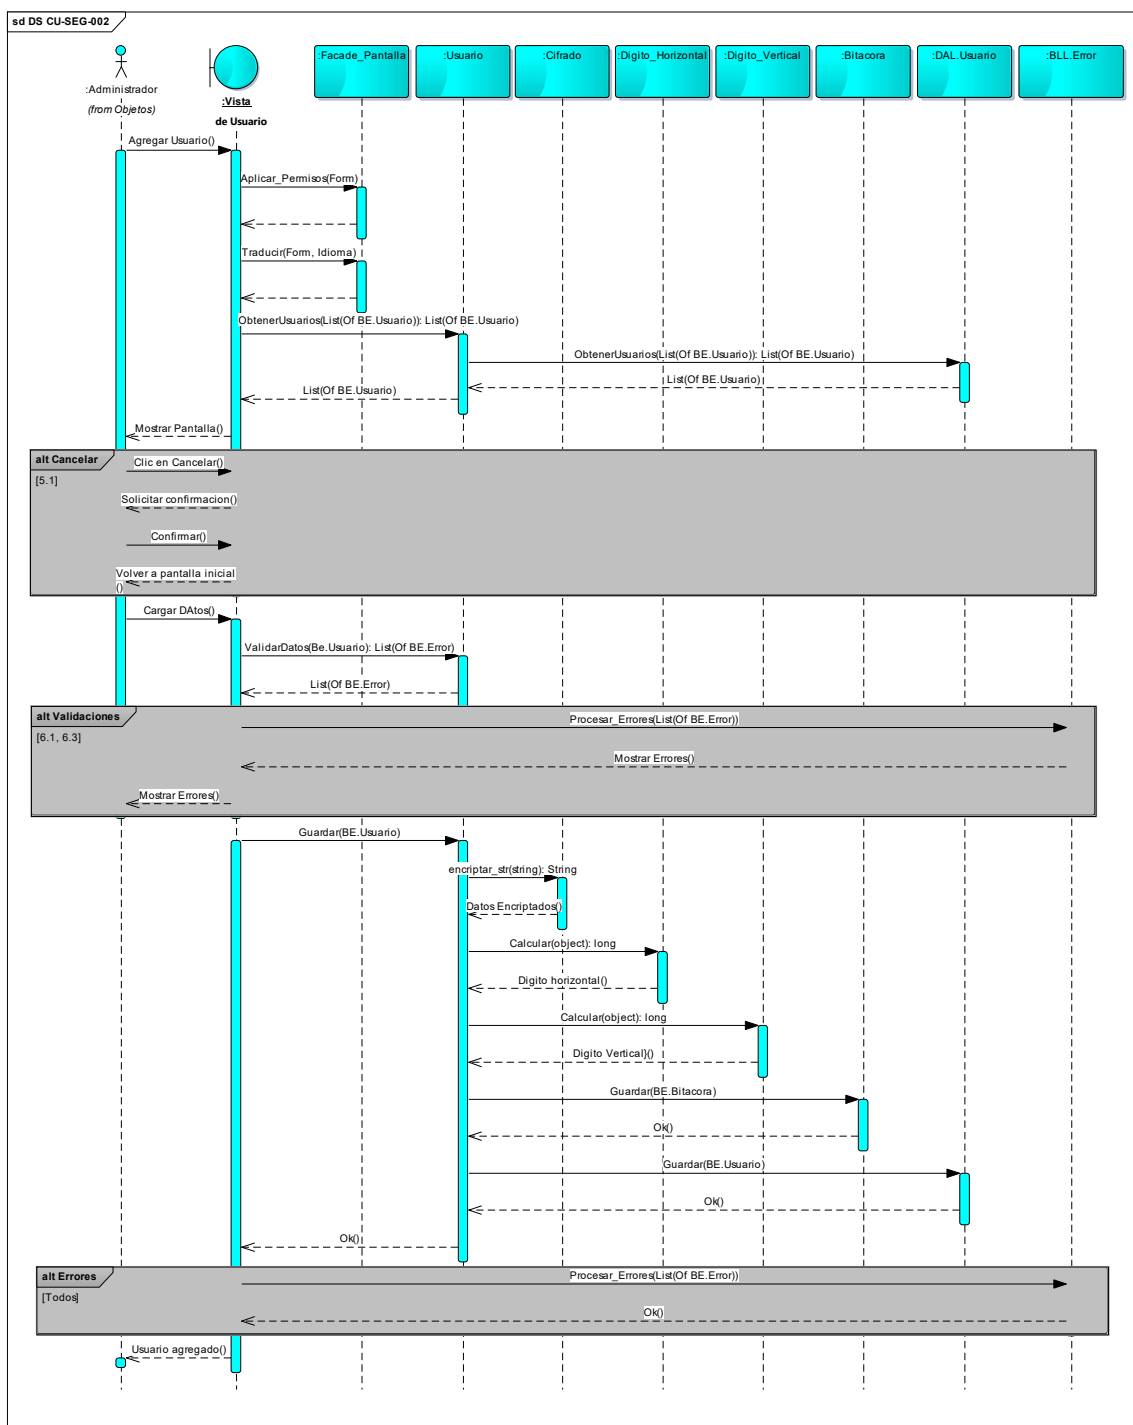 sd DS CU-SEG-002
:Administrador
(from Objetos)
:Vista
de Usuario
:Facade_Pantalla
:Usuario
:Cifrado
:Digito_Horizontal
:Digito_Vertical
:Bitacora
:DAL.Usuario
:BLL.Error
Agregar Usuario()
Aplicar_Permisos(Form)
Traducir(Form, Idioma)
ObtenerUsuarios(List(Of BE.Usuario)): List(Of BE.Usuario)
ObtenerUsuarios(List(Of BE.Usuario)): List(Of BE.Usuario)
List(Of BE.Usuario)
List(Of BE.Usuario)
Mostrar Pantalla()
alt Cancelar
[5.1]
Clic en Cancelar()
Solicitar confirmacion()
Confirmar()
Volver a pantalla inicial
()
Cargar DAtos()
ValidarDatos(Be.Usuario): List(Of BE.Error)
List(Of BE.Error)
alt Validaciones
[6.1, 6.3]
Procesar_Errores(List(Of BE.Error))
Mostrar Errores()
Mostrar Errores()
Guardar(BE.Usuario)
encriptar_str(string): String
Datos Encriptados()
Calcular(object): long
Digito horizontal()
Calcular(object): long
Digito Vertical}()
Guardar(BE.Bitacora)
Ok()
Guardar(BE.Usuario)
Ok()
Ok()
alt Errores
[Todos]
Procesar_Errores(List(Of BE.Error))
Ok()
Usuario agregado()